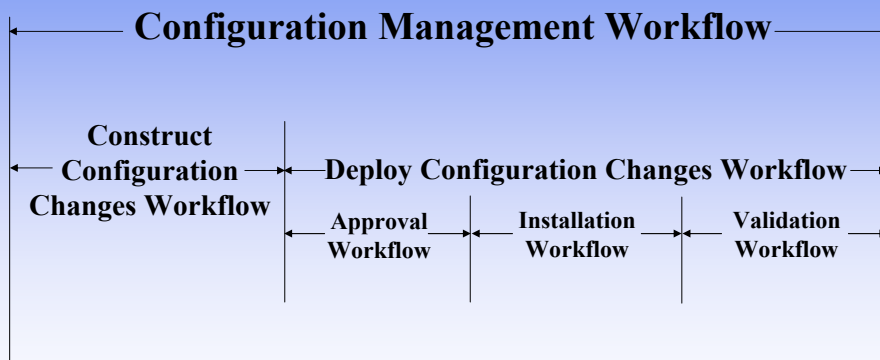 Configuration Management Workflow
Construct
Configuration
Changes Workflow
Deploy Configuration Changes Workflow
Approval
Workflow
Installation
Workflow
Validation
Workflow